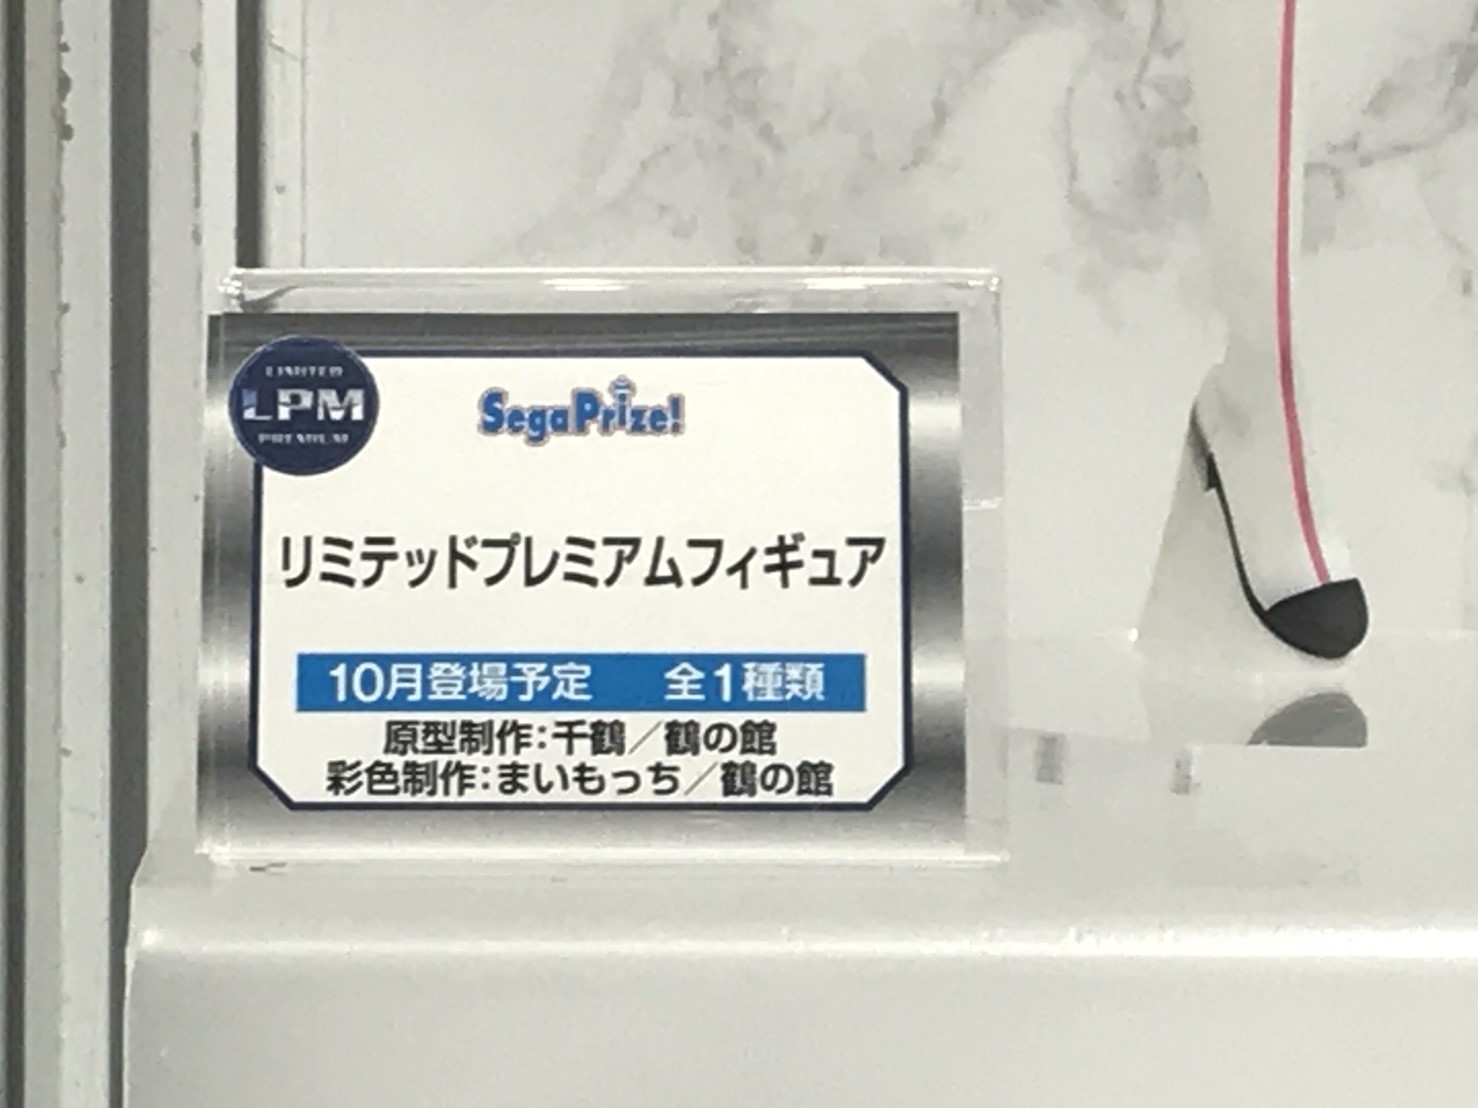 LIMITED
LPM
PREMIUM
SegaPrize!
リミテッドプレミアムフィギュア
10月登場予定 全1種類
原型制作:千鶴/鶴の館
彩色制作:まいもっち/鶴の館